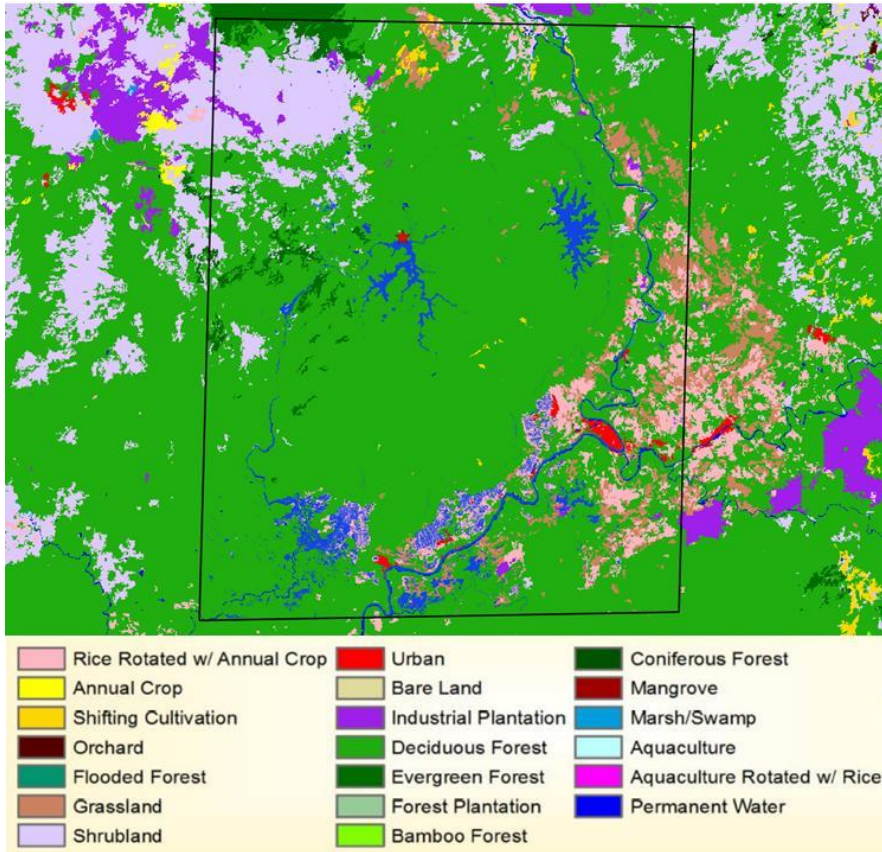 Rice Rotated w/ Annual Crop
Annual Crop
Shifting Cultivation
Orchard
Flooded Forest
Grassland
Shrubland
Urban
Bare Land
Industrial Plantation
Deciduous Forest
Evergreen Forest
Forest Plantation
Bamboo Forest
Coniferous Forest
Mangrove
Marsh/Swamp
Aquaculture
Aquaculture Rotated w/ Rice
Permanent Water